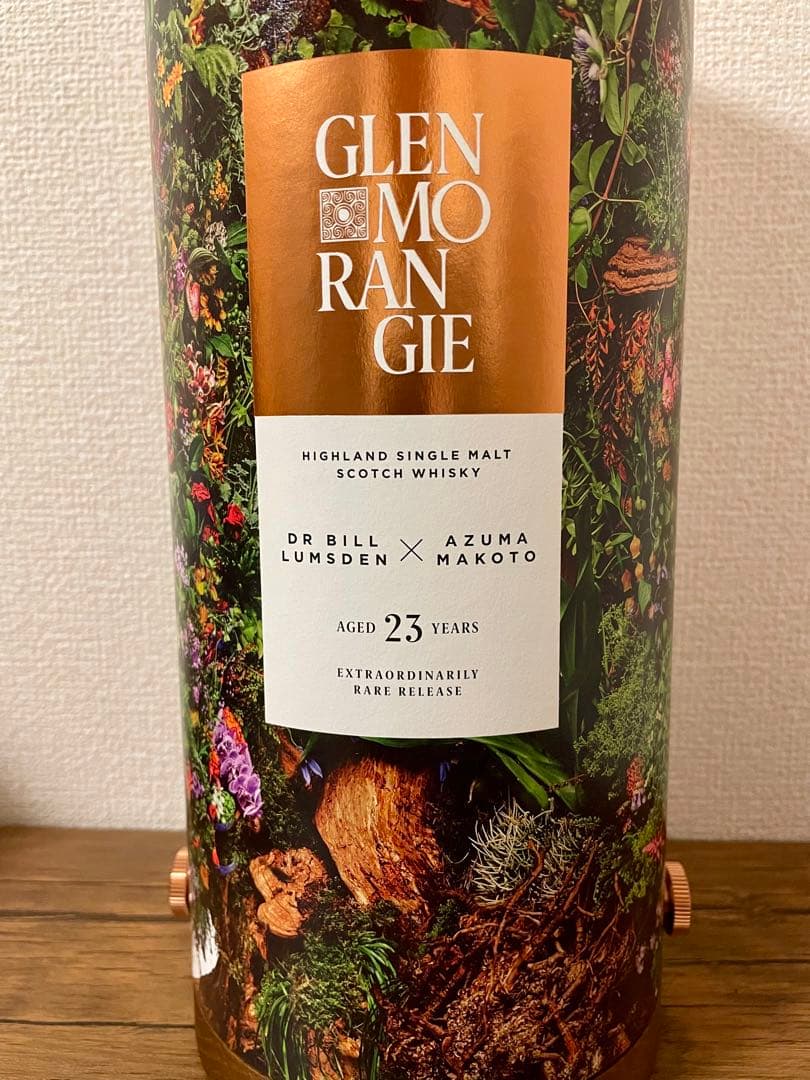 GLEN
MO
RAN
GIE
HIGHLAND SINGLE MALT
SCOTCH WHISKY
DR BILL
LUMSDEN
×
AZUMA
MAKOTO
AGED 23 YEARS
EXTRAORDINARILY
RARE RELEASE